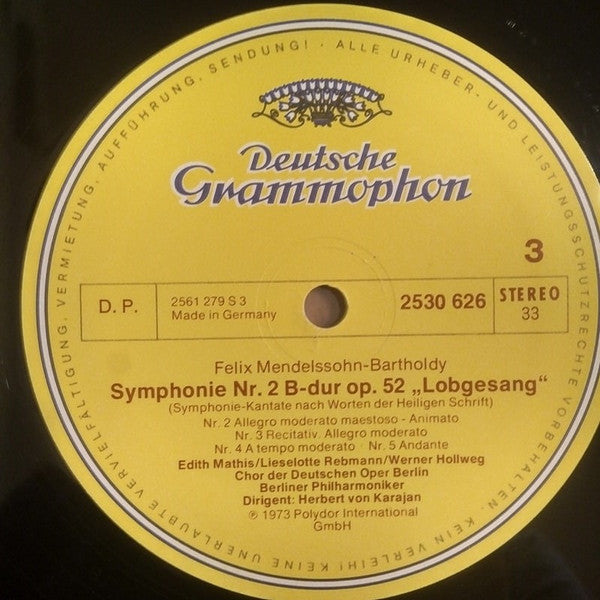 ALLE URHEBER- UND LEISTUNGSSCHUTZRECHTE VORBEHALTEN. KEIN VERLEIH! KEINE UNERLAUBTE VERVIELFÄLTIGUNG, VERMIETUNG, AUFFÜHRUNG, SENDUNG! ·
Deutsche
Grammophon
3
D. P.
2561 279 S 3
Made in Germany
2530 626
STEREO
33
Felix Mendelssohn-Bartholdy
Symphonie Nr. 2 B-dur op. 52 „Lobgesang“
(Symphonie-Kantate nach Worten der Heiligen Schrift)
Nr. 2 Allegro moderato maestoso - Animato
Nr. 3 Recitativ. Allegro moderato
Nr. 4 A tempo moderato · Nr. 5 Andante
Edith Mathis/Lieselotte Rebmann/Werner Hollweg
Chor der Deutschen Oper Berlin
Berliner Philharmoniker
Dirigent: Herbert von Karajan
℗ 1973 Polydor International
GmbH